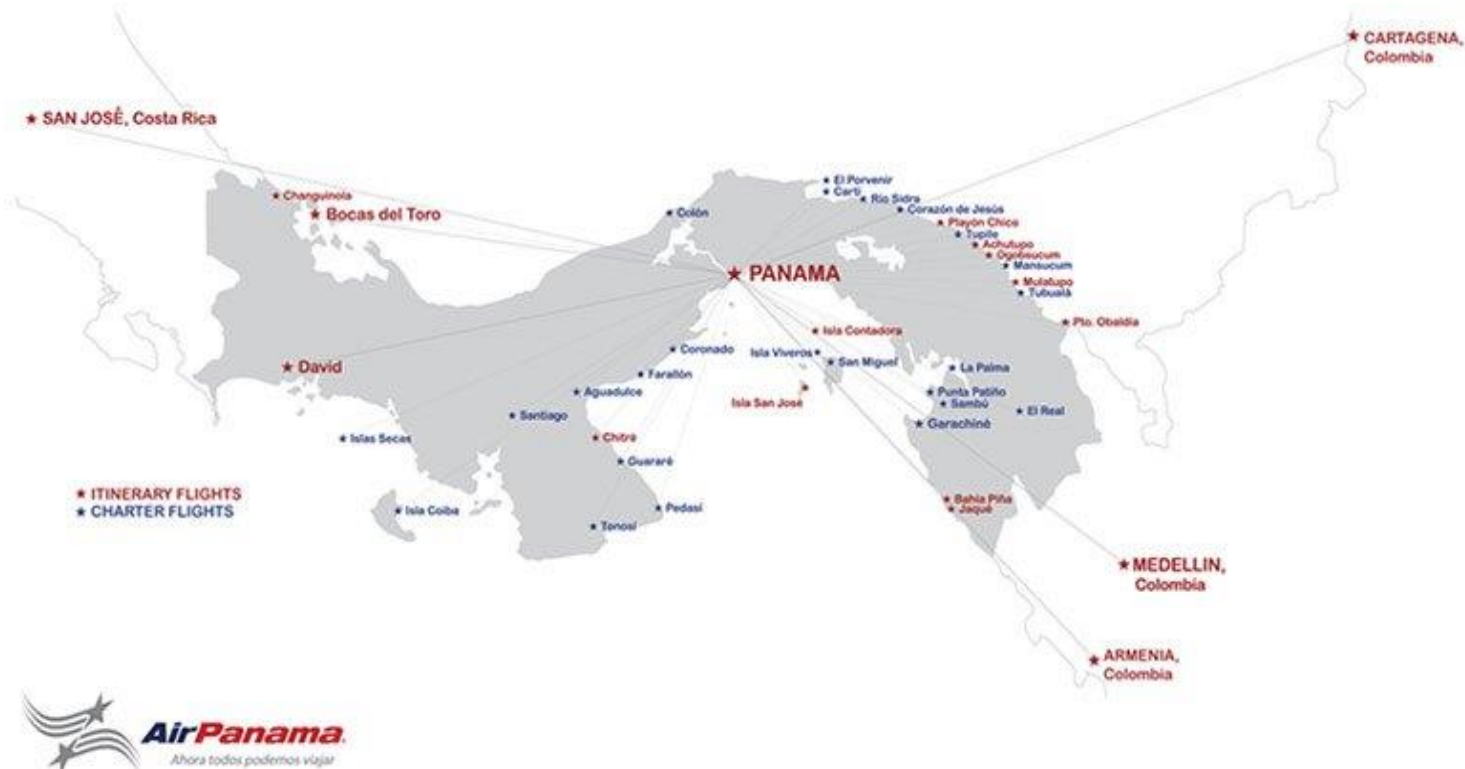 CARTAGENA,
Colombia
SAN JOSÉ, Costa Rica
El Porvenir
Carti
Changuinola
Río Sidra
Bocas del Toro
Colón
Corazón de Jesús
Playón Chico
Tupile
Achutupo
Ogobsucum
Mansucum
PANAMA
Mulatupo
Tubualá
Pto. Obaldía
Isla Contadora
Coronado
Isla Viveros
San Miguel
La Palma
David
Farallón
Aguadulce
Isla San José
Punta Patiño
Sambú
El Real
Santiago
Garachiné
Islas Secas
Chitré
Guararé
ITINERARY FLIGHTS
CHARTER FLIGHTS
Isla Coiba
Pedasí
Tonosí
Bahía Piña
Jaqué
MEDELLIN,
Colombia
ARMENIA,
Colombia
AirPanama
Ahora todos podemos viajar